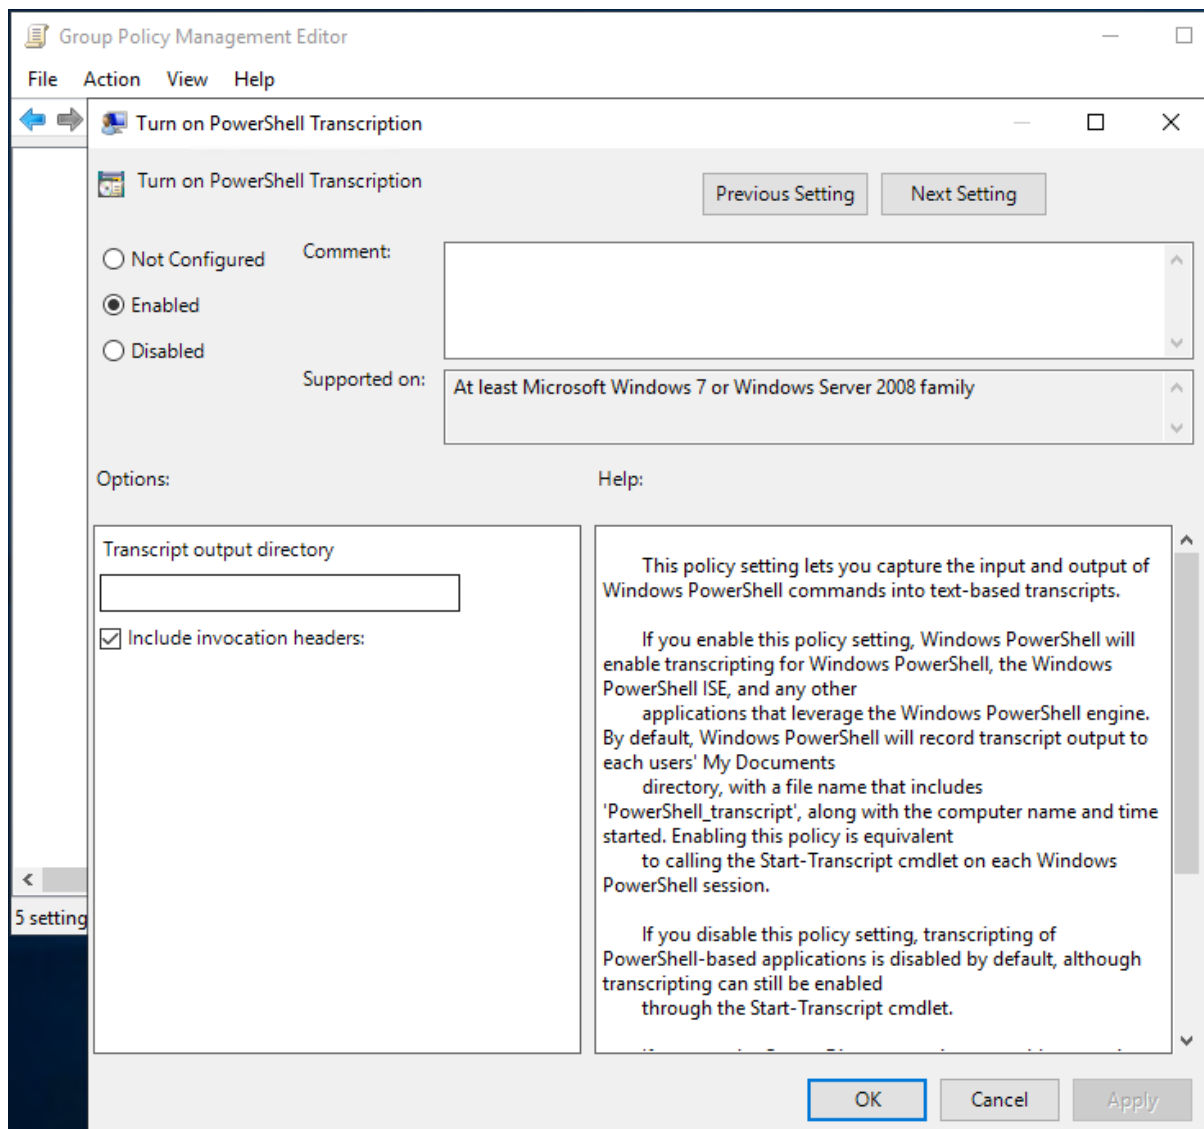 Group Policy Management Editor
File Action View Help
Turn on PowerShell Transcription
Turn on PowerShell Transcription
Previous Setting Next Setting
Not Configured
Comment:
Enabled
Disabled
Supported on:
At least Microsoft Windows 7 or Windows Server 2008 family
Options:
Help:
Transcript output directory
Include invocation headers:
This policy setting lets you capture the input and output of
Windows PowerShell commands into text-based transcripts.
If you enable this policy setting, Windows PowerShell will
enable transcripting for Windows PowerShell, the Windows
PowerShell ISE, and any other
applications that leverage the Windows PowerShell engine.
By default, Windows PowerShell will record transcript output to
each users' My Documents
directory, with a file name that includes
'PowerShell_transcript', along with the computer name and time
started. Enabling this policy is equivalent
to calling the Start-Transcript cmdlet on each Windows
PowerShell session.
If you disable this policy setting, transcripting of
PowerShell-based applications is disabled by default, although
transcripting can still be enabled
through the Start-Transcript cmdlet.
5 setting
OK Cancel Apply